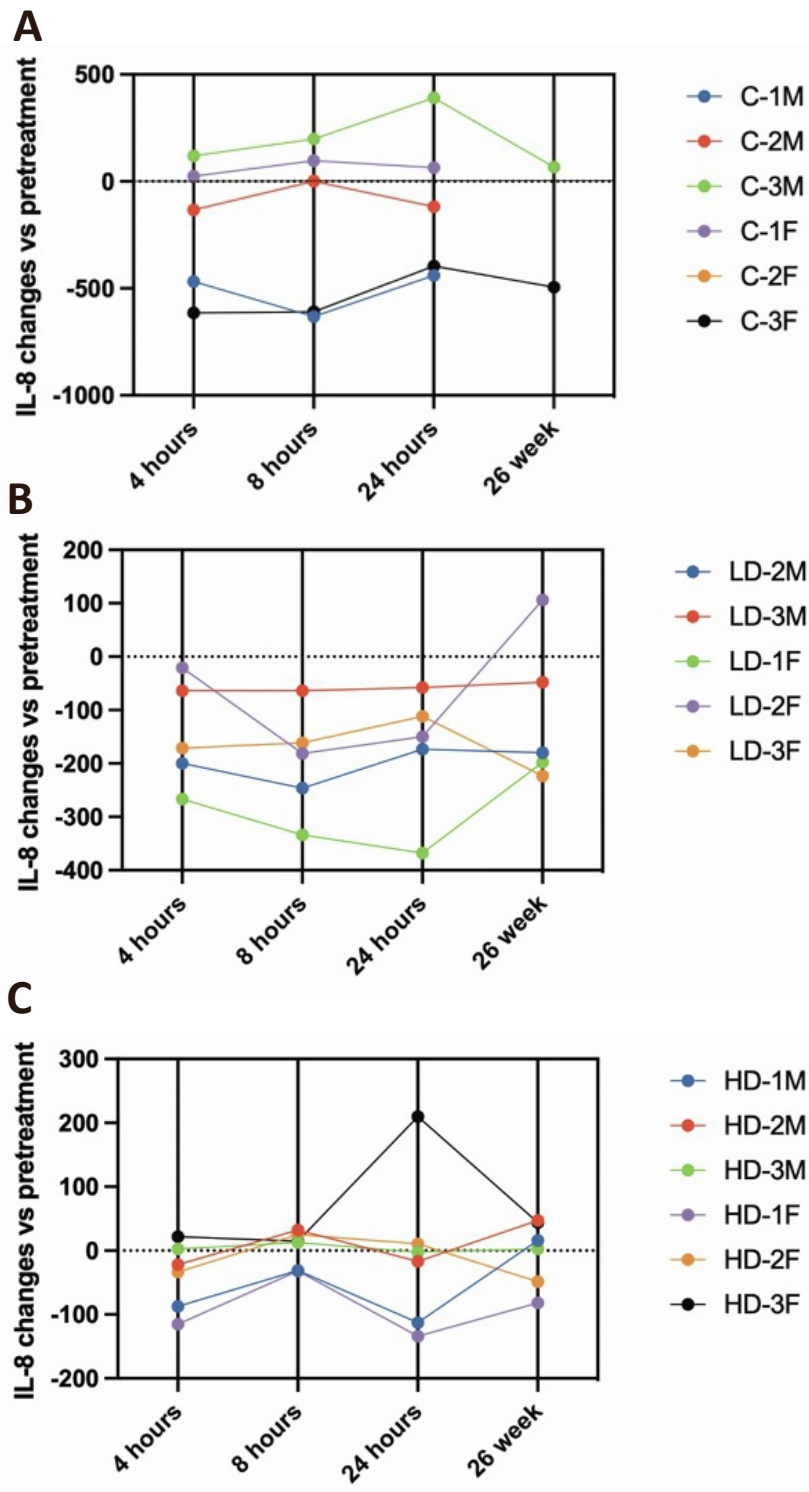 A
IL-8 changes vs pretreatment
500
0
-500
-1000
4 hours
8 hours
24 hours
26 week
C-1M
C-2M
C-3M
C-1F
C-2F
C-3F
B
IL-8 changes vs pretreatment
200
100
0
-100
-200
-300
-400
4 hours
8 hours
24 hours
26 week
LD-2M
LD-3M
LD-1F
LD-2F
LD-3F
C
IL-8 changes vs pretreatment
300
200
100
0
-100
-200
4 hours
8 hours
24 hours
26 week
HD-1M
HD-2M
HD-3M
HD-1F
HD-2F
HD-3F